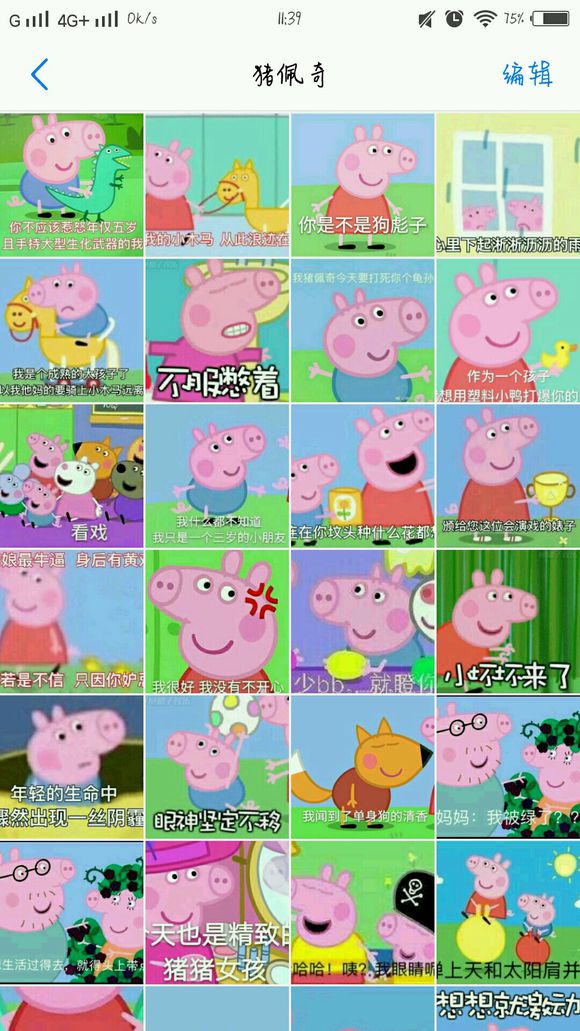 G 4G+ 0k/s 11:39 75%
猪佩奇
编辑
你不应该惹怒年仅五岁
且手持大型生化武器的我
我的小木马 从此浪迹在
你是不是狗彪子
心里下起淅淅沥沥的雨
我是个成熟的大孩子了
以我他妈的要骑上小木马远离
不服憋着
我猪佩奇今天要打死你个龟孙
作为一个孩子
想用塑料小鸭打爆你的
看戏
我什么都不知道
我只是一个三岁的小朋友
在你坟头种什么花都
颁给您这位会演戏的婊子
娘最牛逼 身后有黄
若是不信 只因你妒
我很好 我没有不开心
少bb.. 就瞪你
小坏坏来了
年轻的生命中
骤然出现一丝阴霾
眼神坚定不移
我闻到了单身狗的清香
妈妈：我被绿了？？
生活过得去，就得头上带
天也是精致的
猪猪女孩
哈哈！咦？我眼睛
单上天和太阳肩并
想想就激动